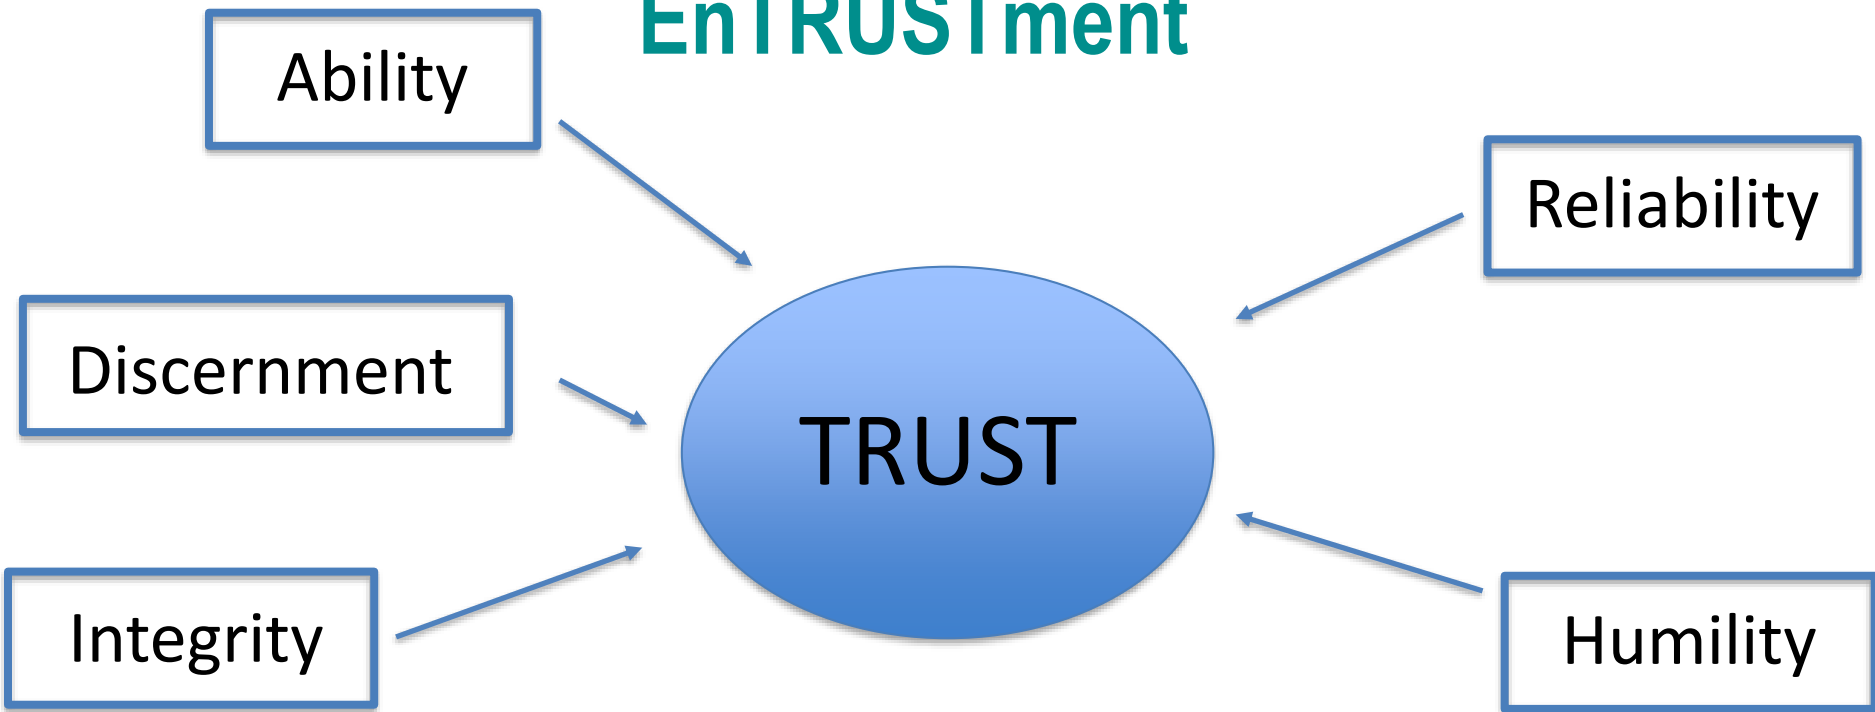 EnTRUSTment
Ability
Reliability
Discernment
TRUST
Integrity
Humility